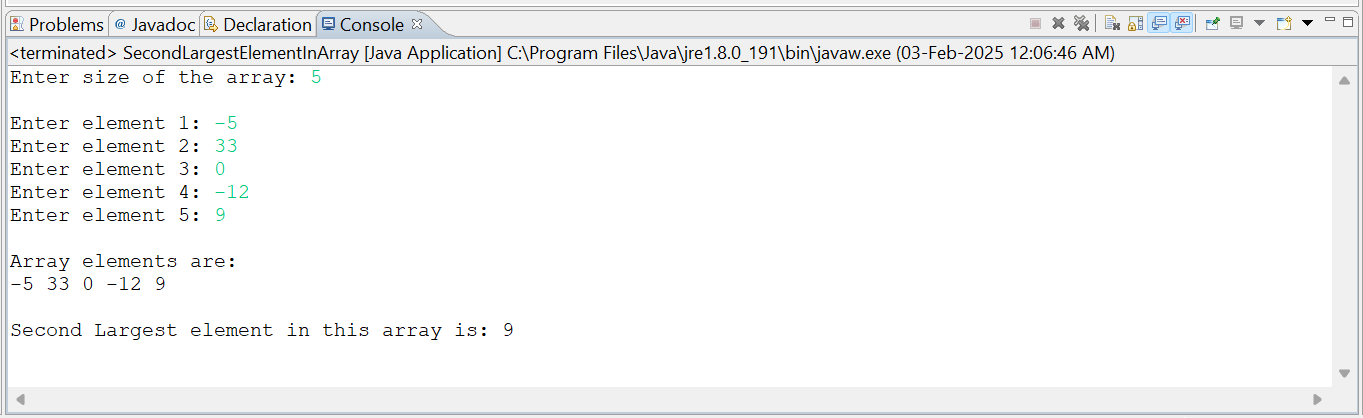 Problems @ Javadoc Declaration Console
<terminated> SecondLargestElementInArray [Java Application] C:\Program Files\Java\jre1.8.0_191\bin\javaw.exe (03-Feb-2025 12:06:46 AM)
Enter size of the array: 5
Enter element 1: -5
Enter element 2: 33
Enter element 3: 0
Enter element 4: -12
Enter element 5: 9
Array elements are:
-5 33 0 -12 9
Second Largest element in this array is: 9